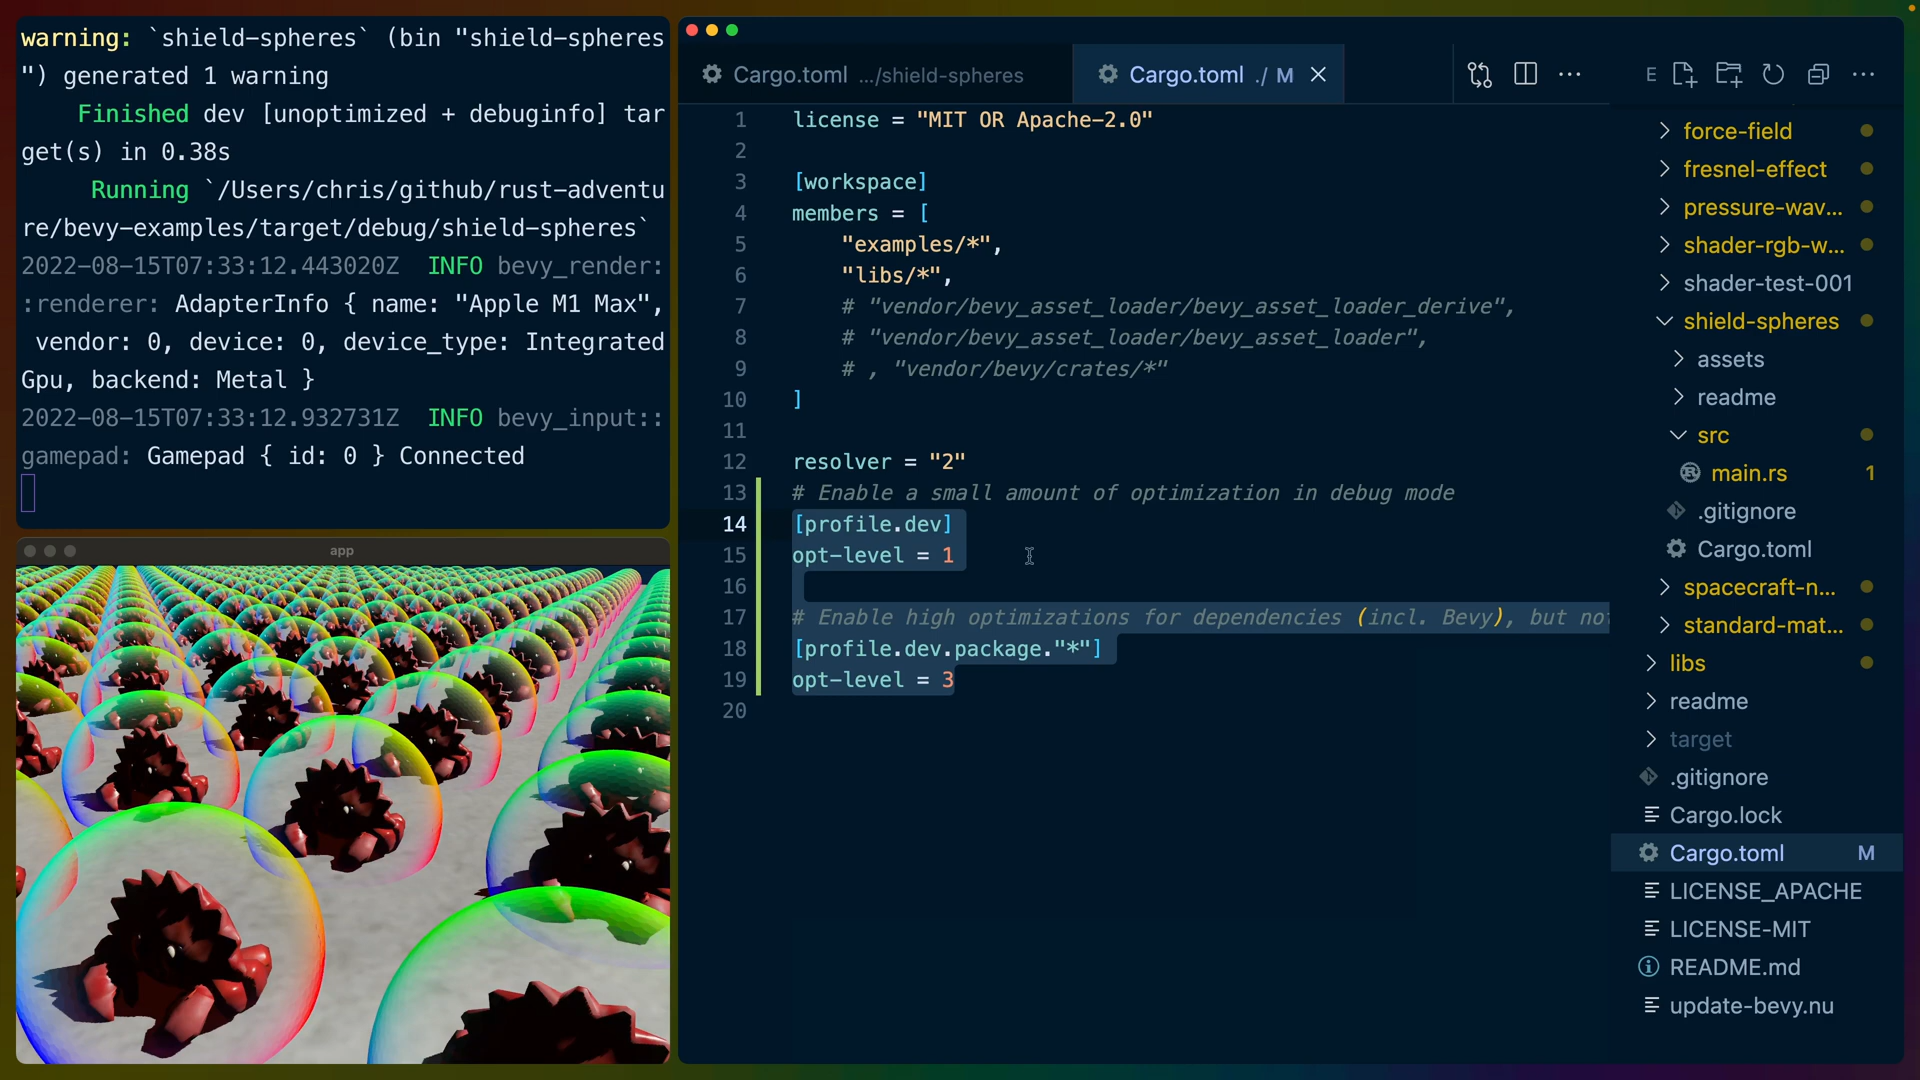 warning: `shield-spheres` (bin "shield-spheres
") generated 1 warning
Finished dev [unoptimized + debuginfo] tar
get(s) in 0.38s
Running `/Users/chris/github/rust-adventu
re/bevy-examples/target/debug/shield-spheres`
2022-08-15T07:33:12.443020Z  INFO bevy_render:
:renderer: AdapterInfo { name: "Apple M1 Max",
vendor: 0, device: 0, device_type: Integrated
Gpu, backend: Metal }
2022-08-15T07:33:12.932731Z  INFO bevy_input::
gamepad: Gamepad { id: 0 } Connected
app
Cargo.toml .../shield-spheres
Cargo.toml ./ M
1 license = "MIT OR Apache-2.0"
2
3 [workspace]
4 members = [
5 "examples/*",
6 "libs/*",
7 # "vendor/bevy_asset_loader/bevy_asset_loader_derive",
8 # "vendor/bevy_asset_loader/bevy_asset_loader",
9 # , "vendor/bevy/crates/*"
10 ]
11
12 resolver = "2"
13 # Enable a small amount of optimization in debug mode
14 [profile.dev]
15 opt-level = 1
16
17 # Enable high optimizations for dependencies (incl. Bevy), but no
18 [profile.dev.package."*"]
19 opt-level = 3
20
E
force-field
fresnel-effect
pressure-wav...
shader-rgb-w...
shader-test-001
shield-spheres
assets
readme
src
main.rs 1
.gitignore
Cargo.toml
spacecraft-n...
standard-mat...
libs
readme
target
.gitignore
Cargo.lock
Cargo.toml M
LICENSE_APACHE
LICENSE-MIT
README.md
update-bevy.nu